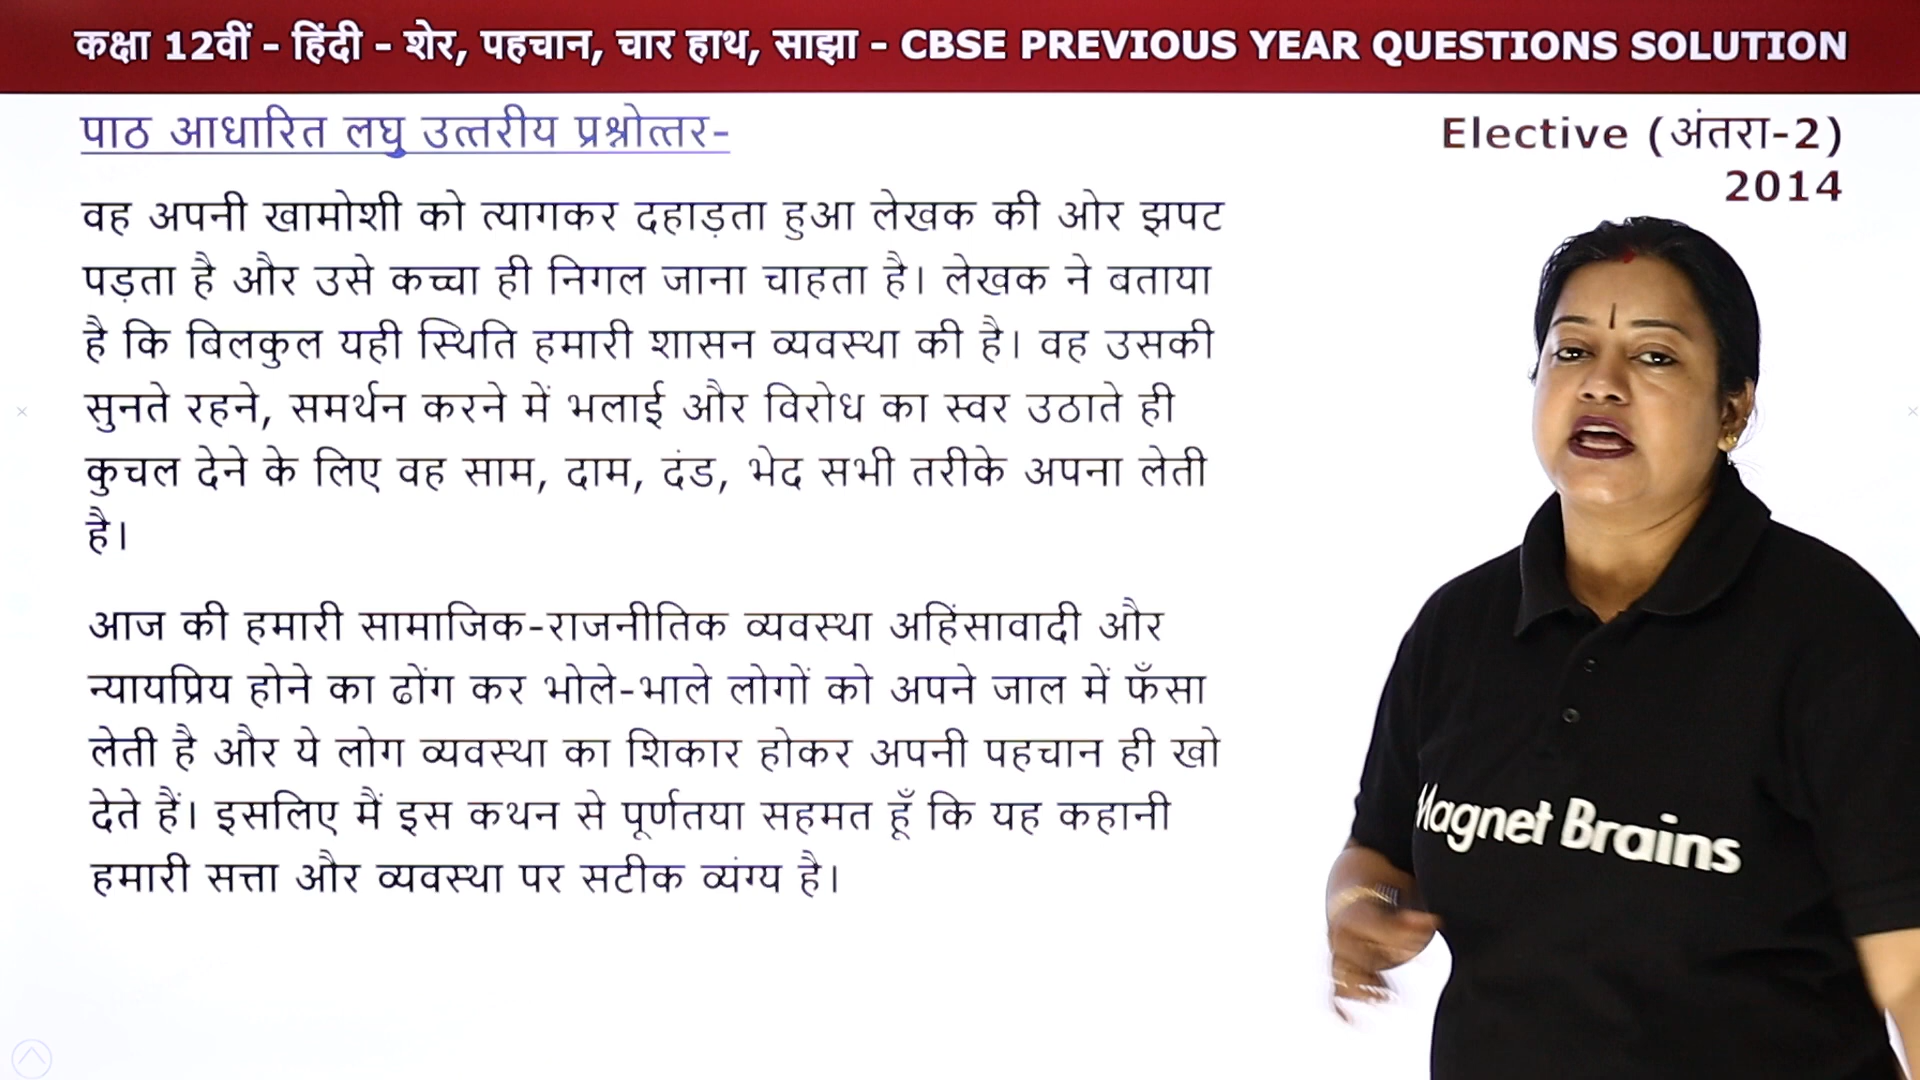 कक्षा 12वीं - हिंदी - शेर, पहचान, चार हाथ, साझा - CBSE PREVIOUS YEAR QUESTIONS SOLUTION
पाठ आधारित लघु उत्तरीय प्रश्नोत्तर-
Elective (अंतरा-2)
2014
वह अपनी खामोशी को त्यागकर दहाड़ता हुआ लेखक की ओर झपट
पड़ता है और उसे कच्चा ही निगल जाना चाहता है। लेखक ने बताया
है कि बिलकुल यही स्थिति हमारी शासन व्यवस्था की है। वह उसकी
सुनते रहने, समर्थन करने में भलाई और विरोध का स्वर उठाते ही
कुचल देने के लिए वह साम, दाम, दंड, भेद सभी तरीके अपना लेती
है।
आज की हमारी सामाजिक-राजनीतिक व्यवस्था अहिंसावादी और
न्यायप्रिय होने का ढोंग कर भोले-भाले लोगों को अपने जाल में फँसा
लेती है और ये लोग व्यवस्था का शिकार होकर अपनी पहचान ही खो
देते हैं। इसलिए मैं इस कथन से पूर्णतया सहमत हूँ कि यह कहानी
हमारी सत्ता और व्यवस्था पर सटीक व्यंग्य है।
Magnet Brains